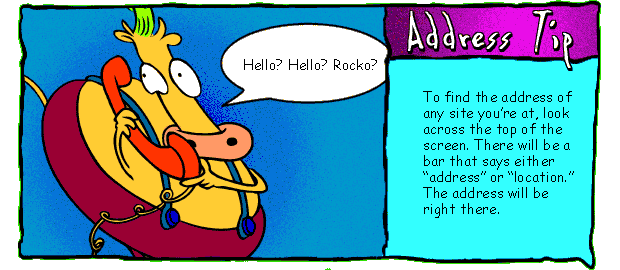 Hello? Hello? Rocko?
Address Tip
To find the address of
any site you're at, look
across the top of the
screen. There will be a
bar that says either
“address” or “location.”
The address will be
right there.